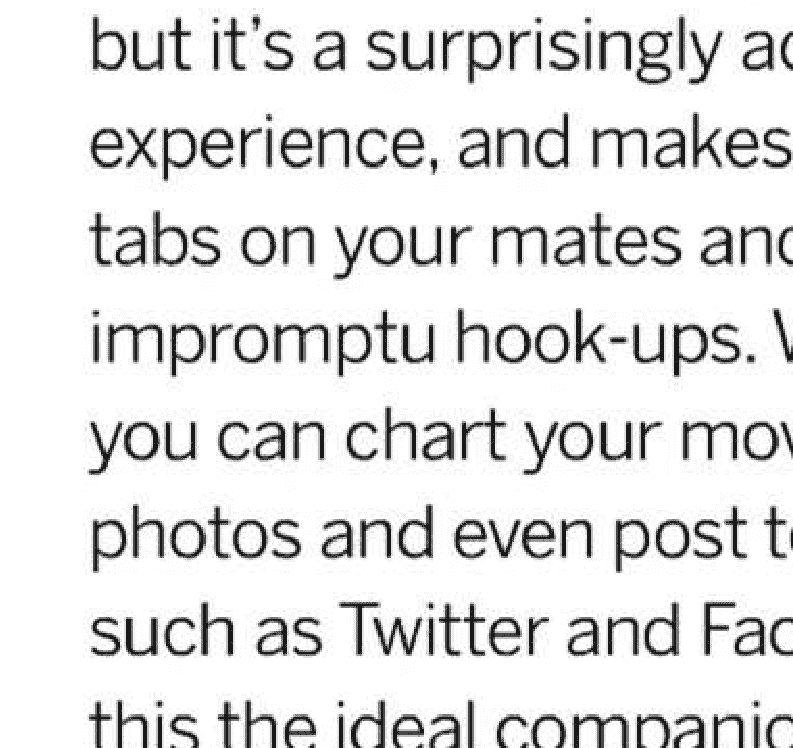 but it’s a surprisingly
experience, and makes
tabs on your mates and
impromptu hook-ups.
you can chart your
photos and even post
such as Twitter and
this the ideal